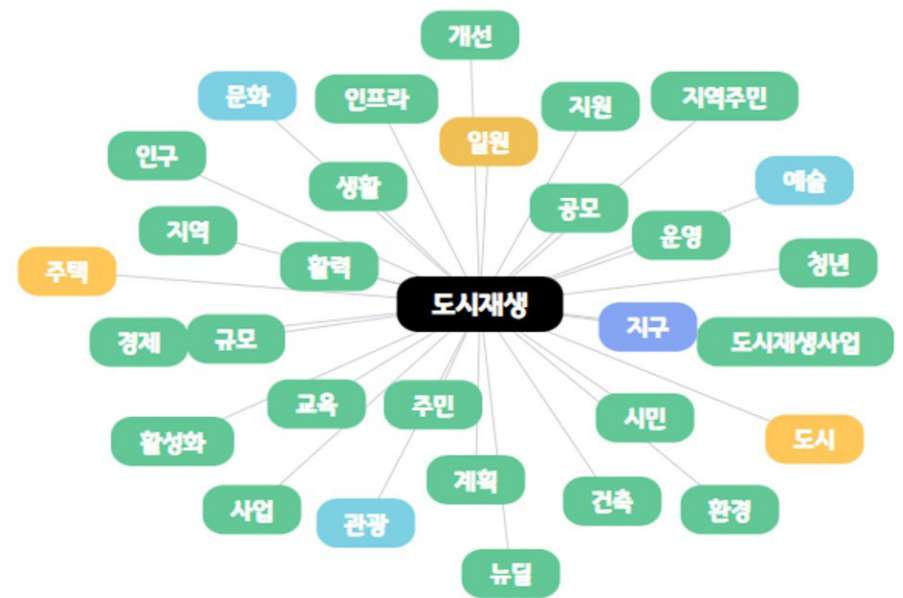 개선
문화
인프라
지원
지역주민
일원
인구
생활
예술
공모
지역
운영
활력
청년
주택
도시재생
지구
경제
규모
도시재생사업
교육
주민
시민
활성화
도시
계획
사업
관광
건축
환경
뉴딜